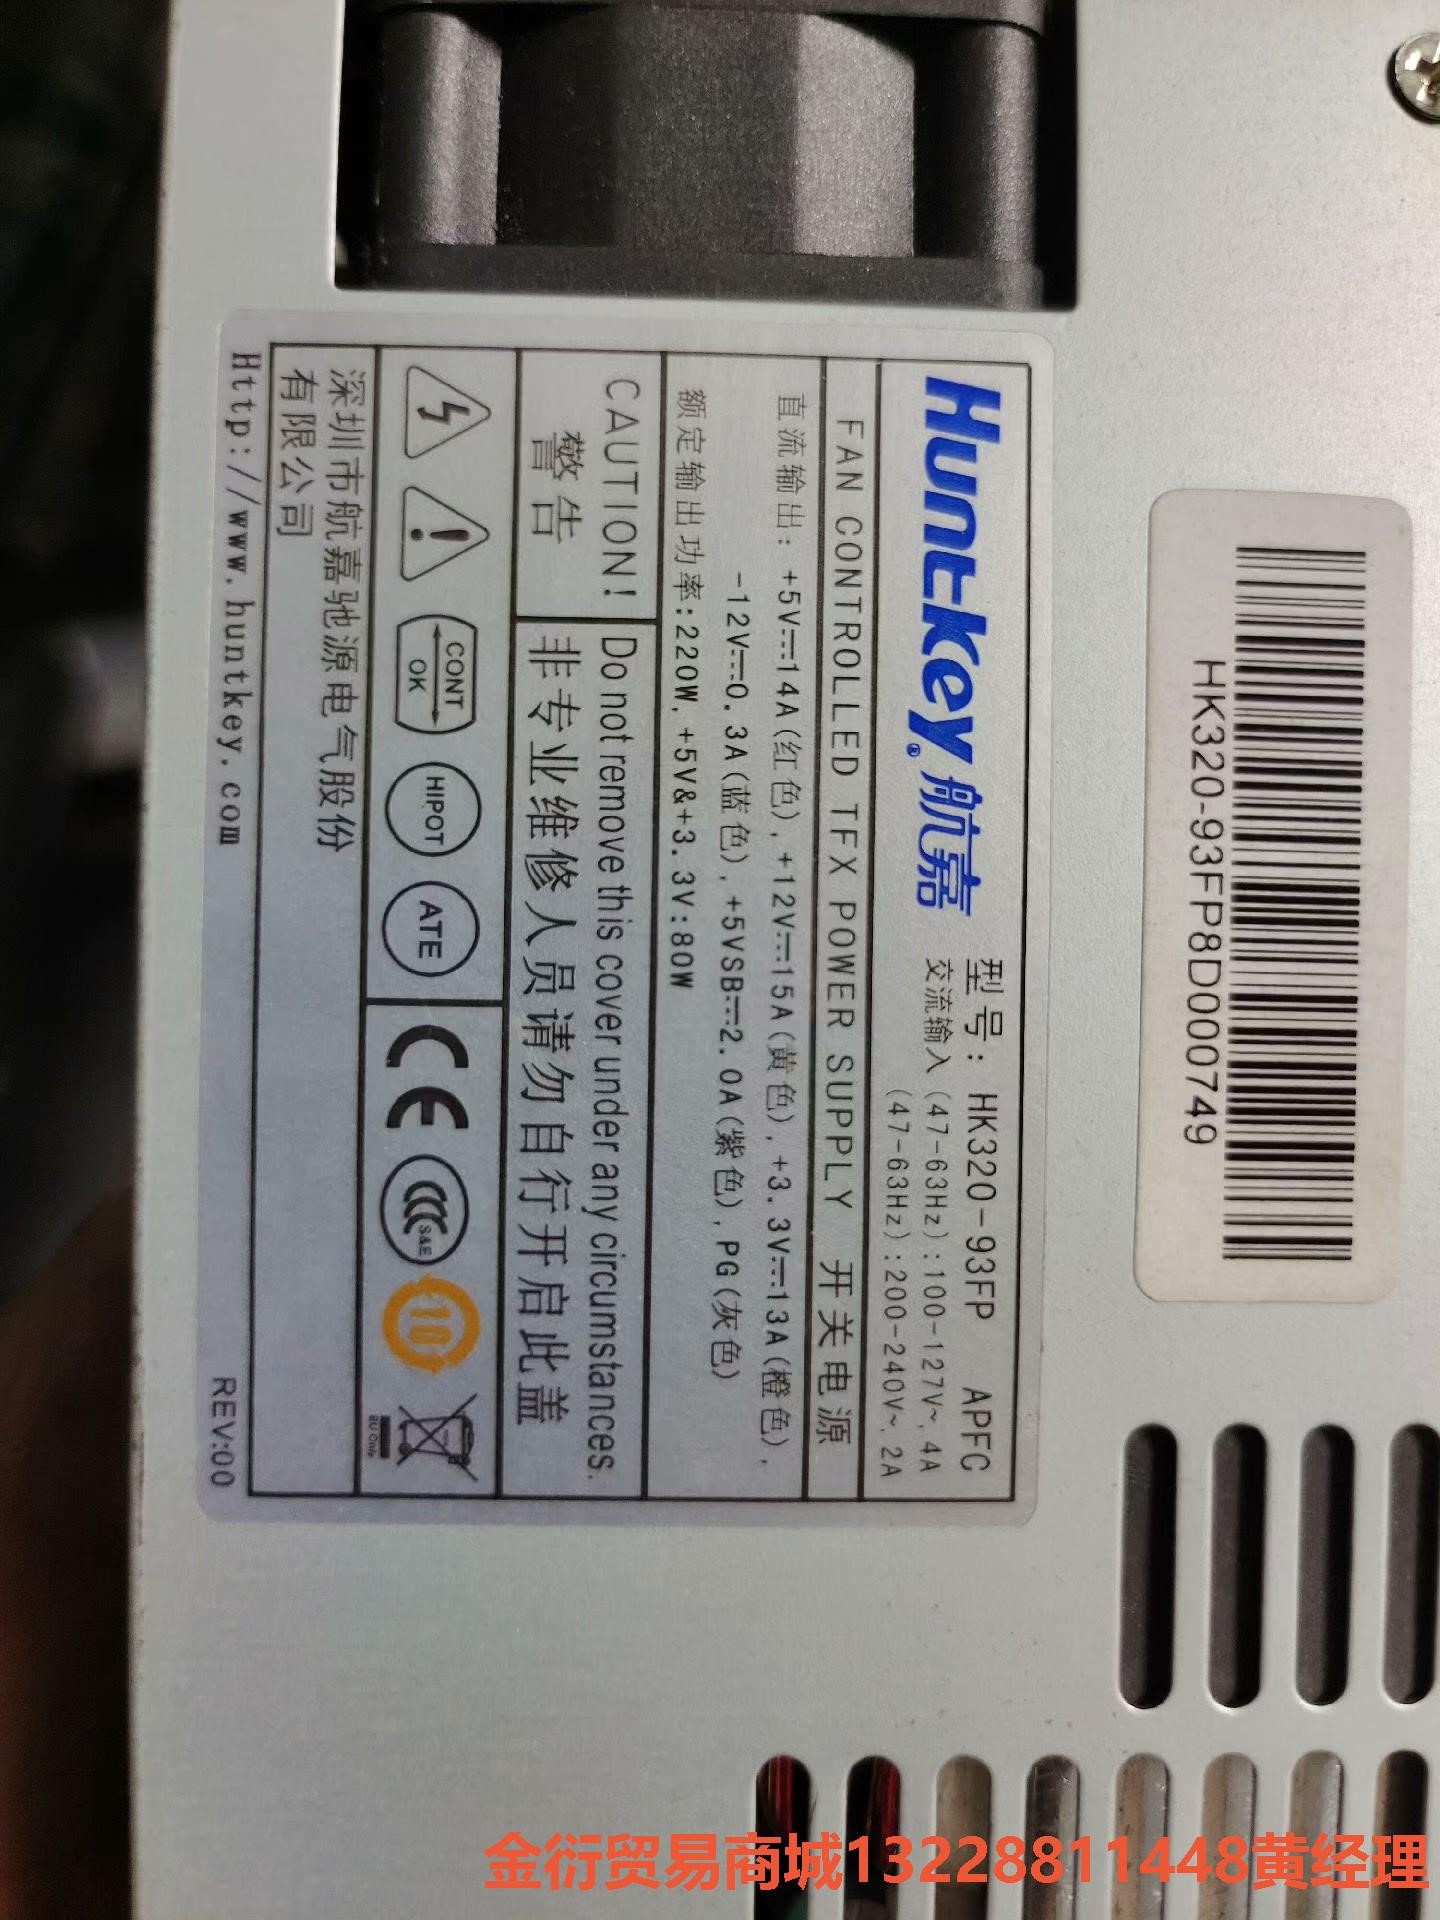 Huntkey® 航嘉
型号: HK320-93FP APFC
交流输入 (47-63Hz):100-127V~, 4A
(47-63Hz):200-240V~, 2A
FAN CONTROLLED TFX POWER SUPPLY 开关电源
直流输出: +5V⎓14A(红色), +12V⎓15A(黄色), +3.3V⎓13A(橙色),
-12V⎓0.3A(蓝色), +5VSB⎓2.0A(紫色), PG(灰色)
额定输出功率:220W, +5V&+3.3V:80W
CAUTION! Do not remove this cover under any circumstances.
警告 非专业维修人员请勿自行开启此盖
CONT OK
HIPOT
ATE
CE
CCC S&E
10
EU Only
深圳市航嘉驰源电气股份
有限公司
Http://www.huntkey.com
REV:00
HK320-93FP8D000749
金衍贸易商城13228811448黄经理